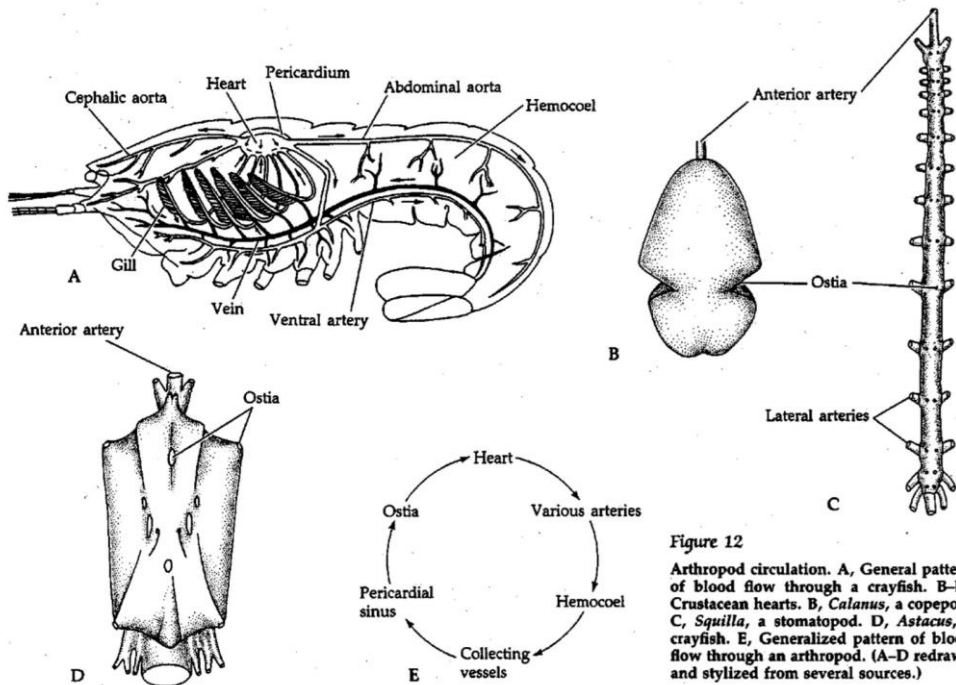 Cephalic aorta
Heart
Pericardium
Abdominal aorta
Hemocoel
Gill
A
Vein
Ventral artery
Anterior artery
Ostia
B
Lateral arteries
C
Anterior artery
Ostia
D
Heart
Various arteries
Hemocoel
Collecting
vessels
Pericardial
sinus
Ostia
E
Figure 12
Arthropod circulation. A, General patte
of blood flow through a crayfish. B–
Crustacean hearts. B, Calanus, a copepo
C, Squilla, a stomatopod. D, Astacus,
crayfish. E, Generalized pattern of bloo
flow through an arthropod. (A–D redraw
and stylized from several sources.)